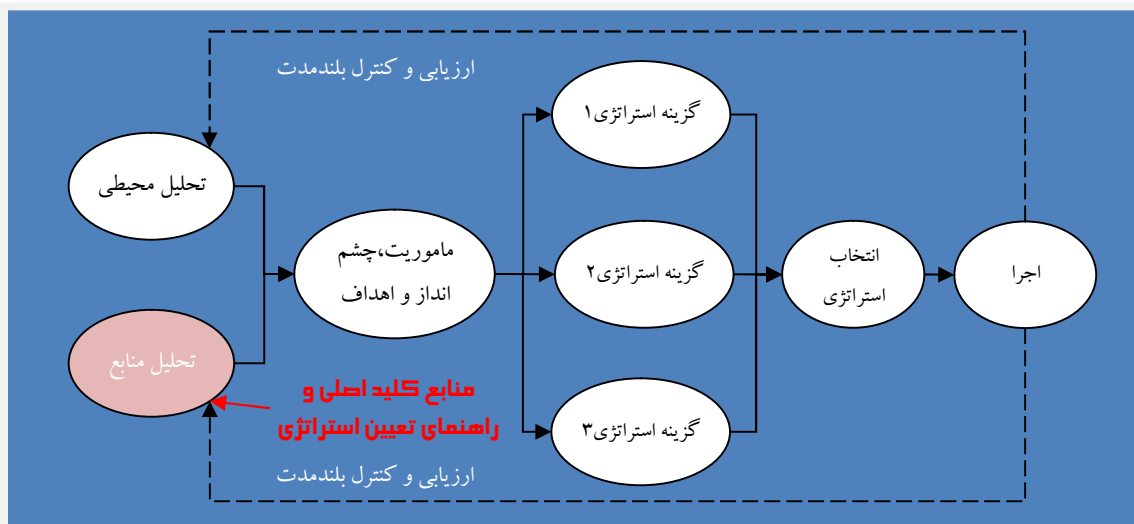 ارزیابی و کنترل بلندمدت
گزینه استراتژی۱
تحلیل محیطی
ماموریت،چشم
انداز و اهداف
گزینه استراتژی۲
انتخاب
استراتژی
اجرا
تحلیل منابع
منابع کلید اصلی و
راهنمای تعیین استراتژی
گزینه استراتژی۳
ارزیابی و کنترل بلندمدت